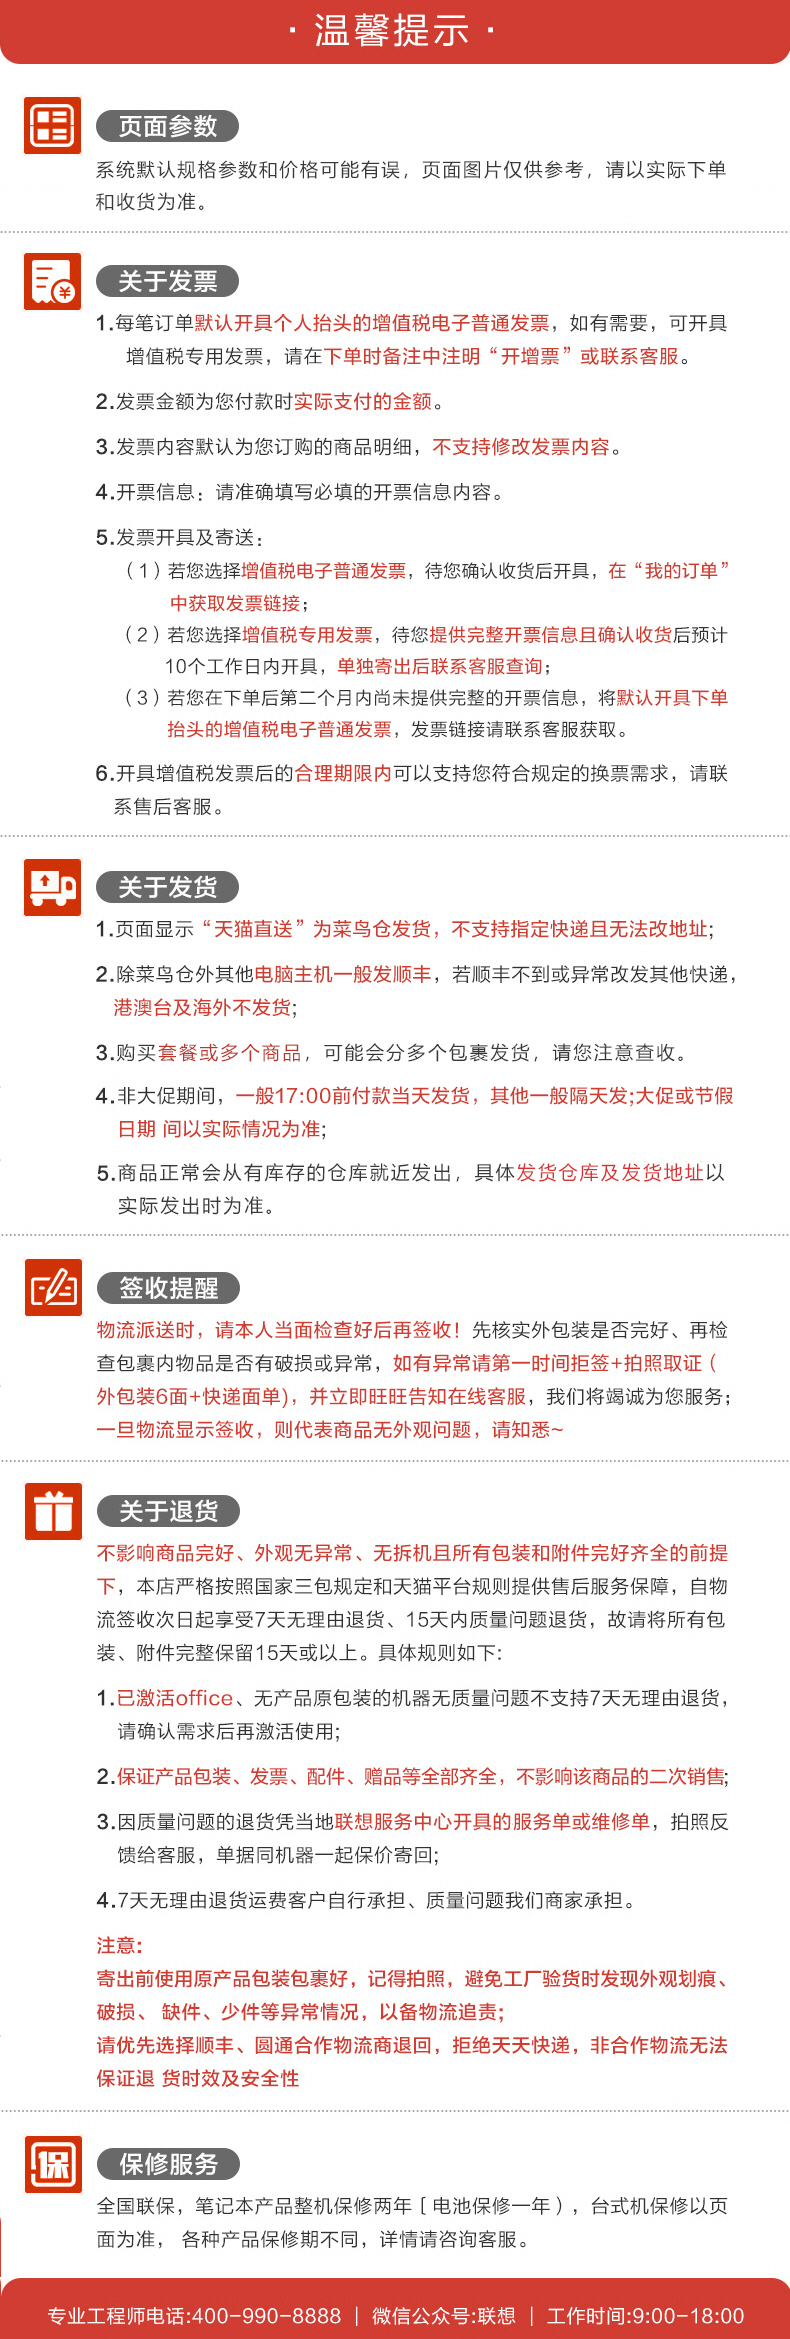 · 温馨提示 ·
页面参数
系统默认规格参数和价格可能有误，页面图片仅供参考，请以实际下单
和收货为准。
关于发票
1.每笔订单默认开具个人抬头的增值税电子普通发票，如有需要，可开具
增值税专用发票，请在下单时备注中注明“开增票”或联系客服。
2.发票金额为您付款时实际支付的金额。
3.发票内容默认为您订购的商品明细，不支持修改发票内容。
4.开票信息：请准确填写必填的开票信息内容。
5.发票开具及寄送：
（1）若您选择增值税电子普通发票，待您确认收货后开具，在“我的订单”
中获取发票链接；
（2）若您选择增值税专用发票，待您提供完整开票信息且确认收货后预计
10个工作日内开具，单独寄出后联系客服查询；
（3）若您在下单后第二个月内尚未提供完整的开票信息，将默认开具下单
抬头的增值税电子普通发票，发票链接请联系客服获取。
6.开具增值税发票后的合理期限内可以支持您符合规定的换票需求，请联
系售后客服。
关于发货
1.页面显示“天猫直送”为菜鸟仓发货，不支持指定快递且无法改地址；
2.除菜鸟仓外其他电脑主机一般发顺丰，若顺丰不到或异常改发其他快递，
港澳台及海外不发货；
3.购买套餐或多个商品，可能会分多个包裹发货，请您注意查收。
4.非大促期间，一般17:00前付款当天发货，其他一般隔天发;大促或节假
日期 间以实际情况为准；
5.商品正常会从有库存的仓库就近发出，具体发货仓库及发货地址以
实际发出时为准。
签收提醒
物流派送时，请本人当面检查好后再签收！先核实外包装是否完好、再检
查包裹内物品是否有破损或异常，如有异常请第一时间拒签+拍照取证（
外包装6面+快递面单)，并立即旺旺告知在线客服，我们将竭诚为您服务；
一旦物流显示签收，则代表商品无外观问题，请知悉~
关于退货
不影响商品完好、外观无异常、无拆机且所有包装和附件完好齐全的前提
下，本店严格按照国家三包规定和天猫平台规则提供售后服务保障，自物
流签收次日起享受7天无理由退货、15天内质量问题退货，故请将所有包
装、附件完整保留15天或以上。具体规则如下：
1.已激活office、无产品原包装的机器无质量问题不支持7天无理由退货，
请确认需求后再激活使用；
2.保证产品包装、发票、配件、赠品等全部齐全，不影响该商品的二次销售；
3.因质量问题的退货凭当地联想服务中心开具的服务单或维修单，拍照反
馈给客服，单据同机器一起保价寄回；
4.7天无理由退货运费客户自行承担、质量问题我们商家承担。
注意：
寄出前使用原产品包装包裹好，记得拍照，避免工厂验货时发现外观划痕、
破损、 缺件、少件等异常情况，以备物流追责；
请优先选择顺丰、圆通合作物流商退回，拒绝天天快递，非合作物流无法
保证退 货时效及安全性
保
保修服务
全国联保，笔记本产品整机保修两年［电池保修一年），台式机保修以页
面为准， 各种产品保修期不同，详情请咨询客服。
专业工程师电话:400-990-8888 | 微信公众号:联想 | 工作时间:9:00-18:00